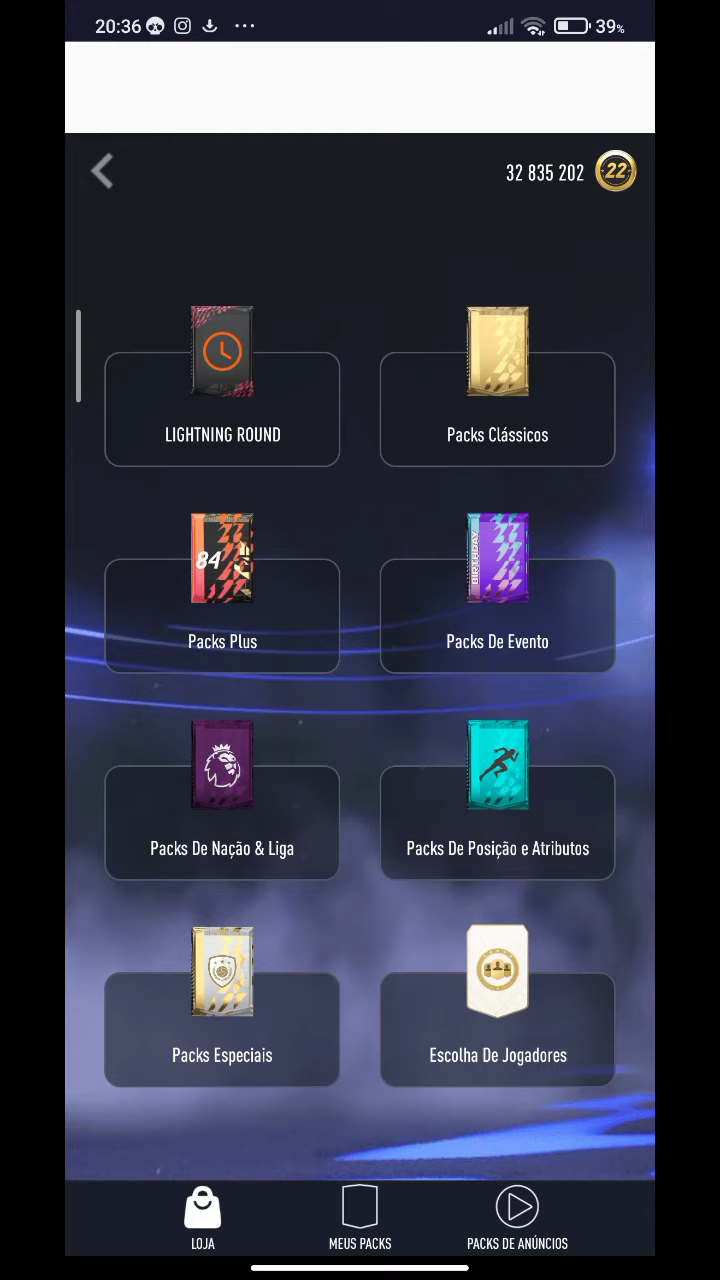 20:36
39%
32 835 202
22
LIGHTNING ROUND
Packs Clássicos
84
BIRTHDAY
Packs Plus
Packs De Evento
Packs De Nação & Liga
Packs De Posição e Atributos
Packs Especiais
Escolha De Jogadores
LOJA
MEUS PACKS
PACKS DE ANÚNCIOS